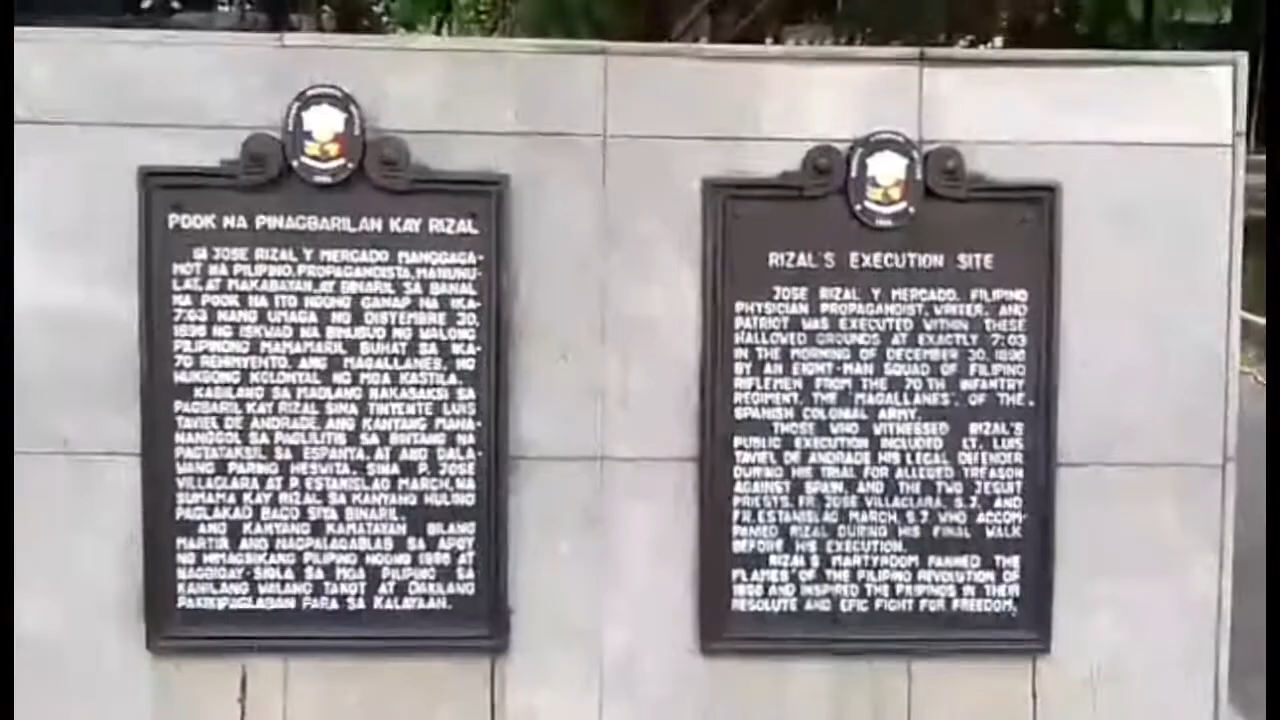 POOK NA PINAGBARILAN KAY RIZAL
SI JOSE RIZAL Y MERCADO MANGGAGA-
MOT NA PILIPINO, PROPAGANDISTA, MANUNU-
LAT, AT MAKABAYAN, AY BINARIL SA BANAL
NA POOK NA ITO NOONG GANAP NA IKA-
7:03 NANG UMAGA NG DISYEMBRE 30,
1896 NG ISKWAD NA BINUBUO NG WALONG
PILIPINONG MAMAMARIL BUHAT SA IKA-
70 REHIMYENTO, ANG MAGALLANES, NG
HUKBONG KOLONYAL NG MGA KASTILA.
KABILANG SA MADLANG NAKASAKSI SA
PAGBARIL KAY RIZAL SINA TINYENTE LUIS
TAVIEL DE ANDRADE, ANG KANYANG MANA-
NANGGOL SA PAGLILITIS SA BINTANG NA
PAGTATAKSIL SA ESPANYA, AT ANG DALA-
WANG PARING HESWITA, SINA P. JOSE
VILLACLARA AT P. ESTANISLAO MARCH, NA
SUMAMA KAY RIZAL SA KANYANG HULING
PAGLAKAD BAGO SIYA BINARIL.
ANG KANYANG KAMATAYAN BILANG
MARTIR ANG NAGPALAGABLAB SA APOY
NG HIMAGSIKANG PILIPINO NOONG 1896 AT
NAGBIGAY-SIGLA SA MGA PILIPINO SA
KANILANG WALANG TAKOT AT DAKILANG
PAKIKIPAGLABAN PARA SA KALAYAAN.
RIZAL'S EXECUTION SITE
JOSE RIZAL Y MERCADO, FILIPINO
PHYSICIAN PROPAGANDIST, WRITER, AND
PATRIOT WAS EXECUTED WITHIN THESE
HALLOWED GROUNDS AT EXACTLY 7:03
IN THE MORNING OF DECEMBER 30, 1896
BY AN EIGHT-MAN SQUAD OF FILIPINO
RIFLEMEN FROM THE 70TH INFANTRY
REGIMENT, THE "MAGALLANES", OF THE
SPANISH COLONIAL ARMY.
THOSE WHO WITNESSED RIZAL'S
PUBLIC EXECUTION INCLUDED LT. LUIS
TAVIEL DE ANDRADE HIS LEGAL DEFENDER
DURING HIS TRIAL FOR ALLEGED TREASON
AGAINST SPAIN, AND THE TWO JESUIT
PRIESTS, FR. JOSE VILLACLARA, S.J. AND
FR. ESTANISLAO MARCH, S.J. WHO ACCOM-
PANIED RIZAL DURING HIS FINAL WALK
BEFORE HIS EXECUTION.
RIZAL'S MARTYRDOM FANNED THE
FLAMES OF THE FILIPINO REVOLUTION OF
1896 AND INSPIRED THE FILIPINOS IN THEIR
RESOLUTE AND EPIC FIGHT FOR FREEDOM.